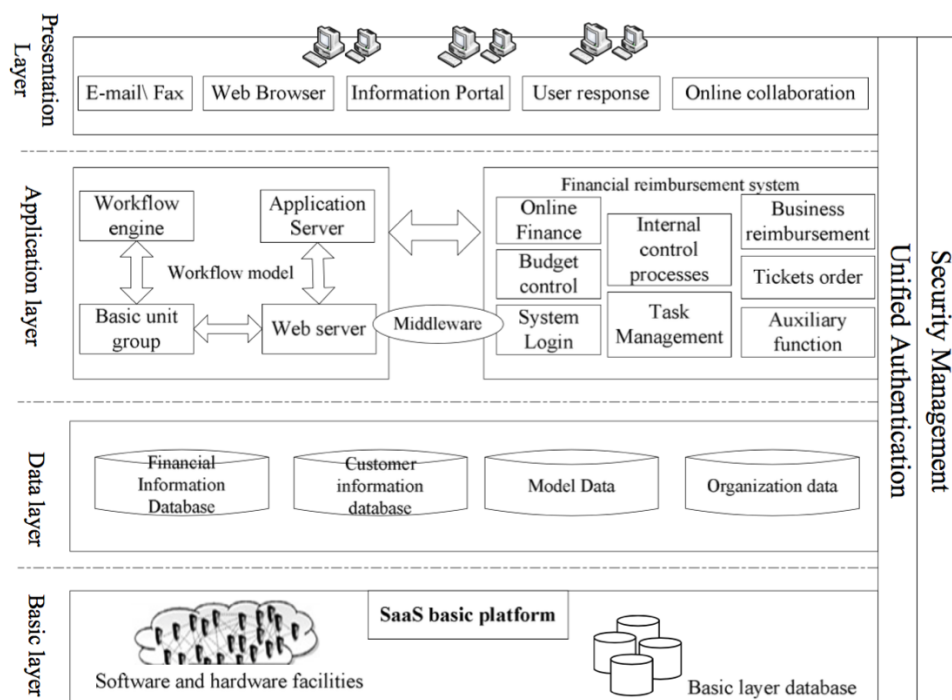 Presentation
Layer
E-mail\ Fax
Web Browser
Information Portal
User response
Online collaboration
Application layer
Workflow
engine
Application
Server
Workflow model
Basic unit
group
Web server
Middleware
Financial reimbursement system
Online
Finance
Budget
control
System
Login
Internal
control
processes
Task
Management
Business
reimbursement
Tickets order
Auxiliary
function
Data layer
Financial
Information
Database
Customer
information
database
Model Data
Organization data
Basic layer
SaaS basic platform
Software and hardware facilities
Basic layer database
Unified Authentication
Security Management